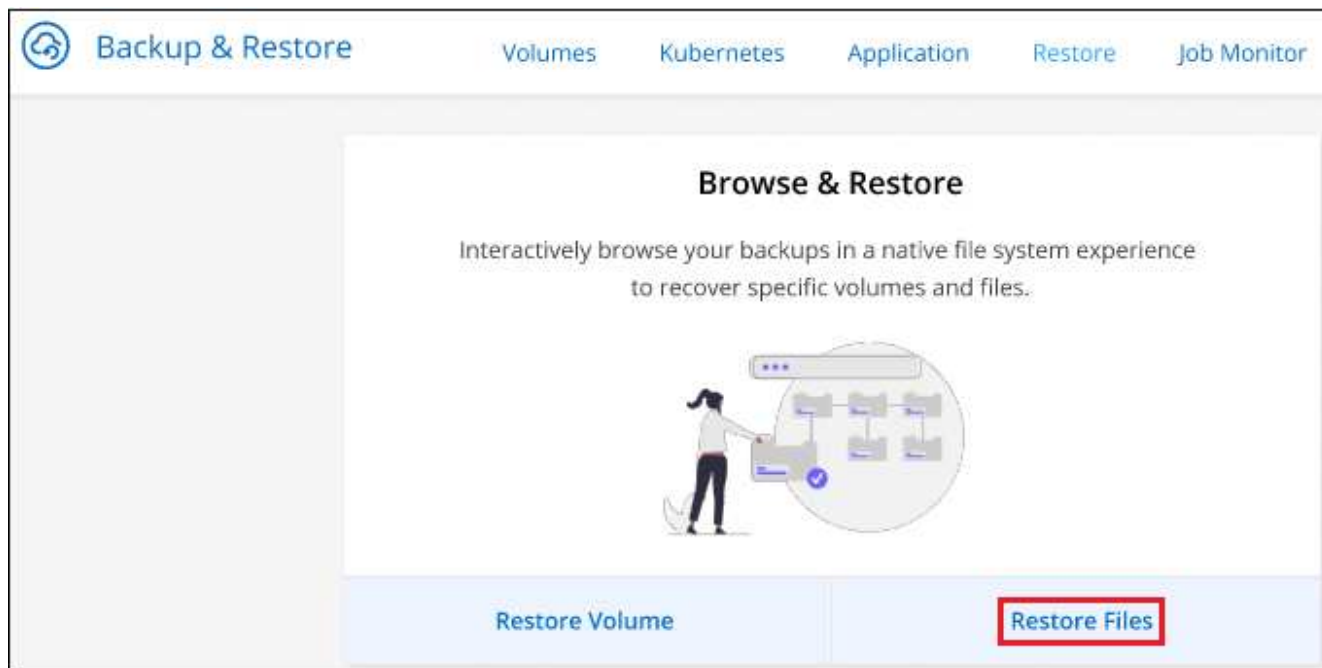 Backup & Restore Volumes Kubernetes Application Restore Job Monitor
Browse & Restore
Interactively browse your backups in a native file system experience
to recover specific volumes and files.
Restore Volume Restore Files